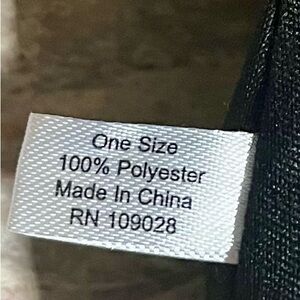 One Size
100% Polyester
Made In China
RN 109028